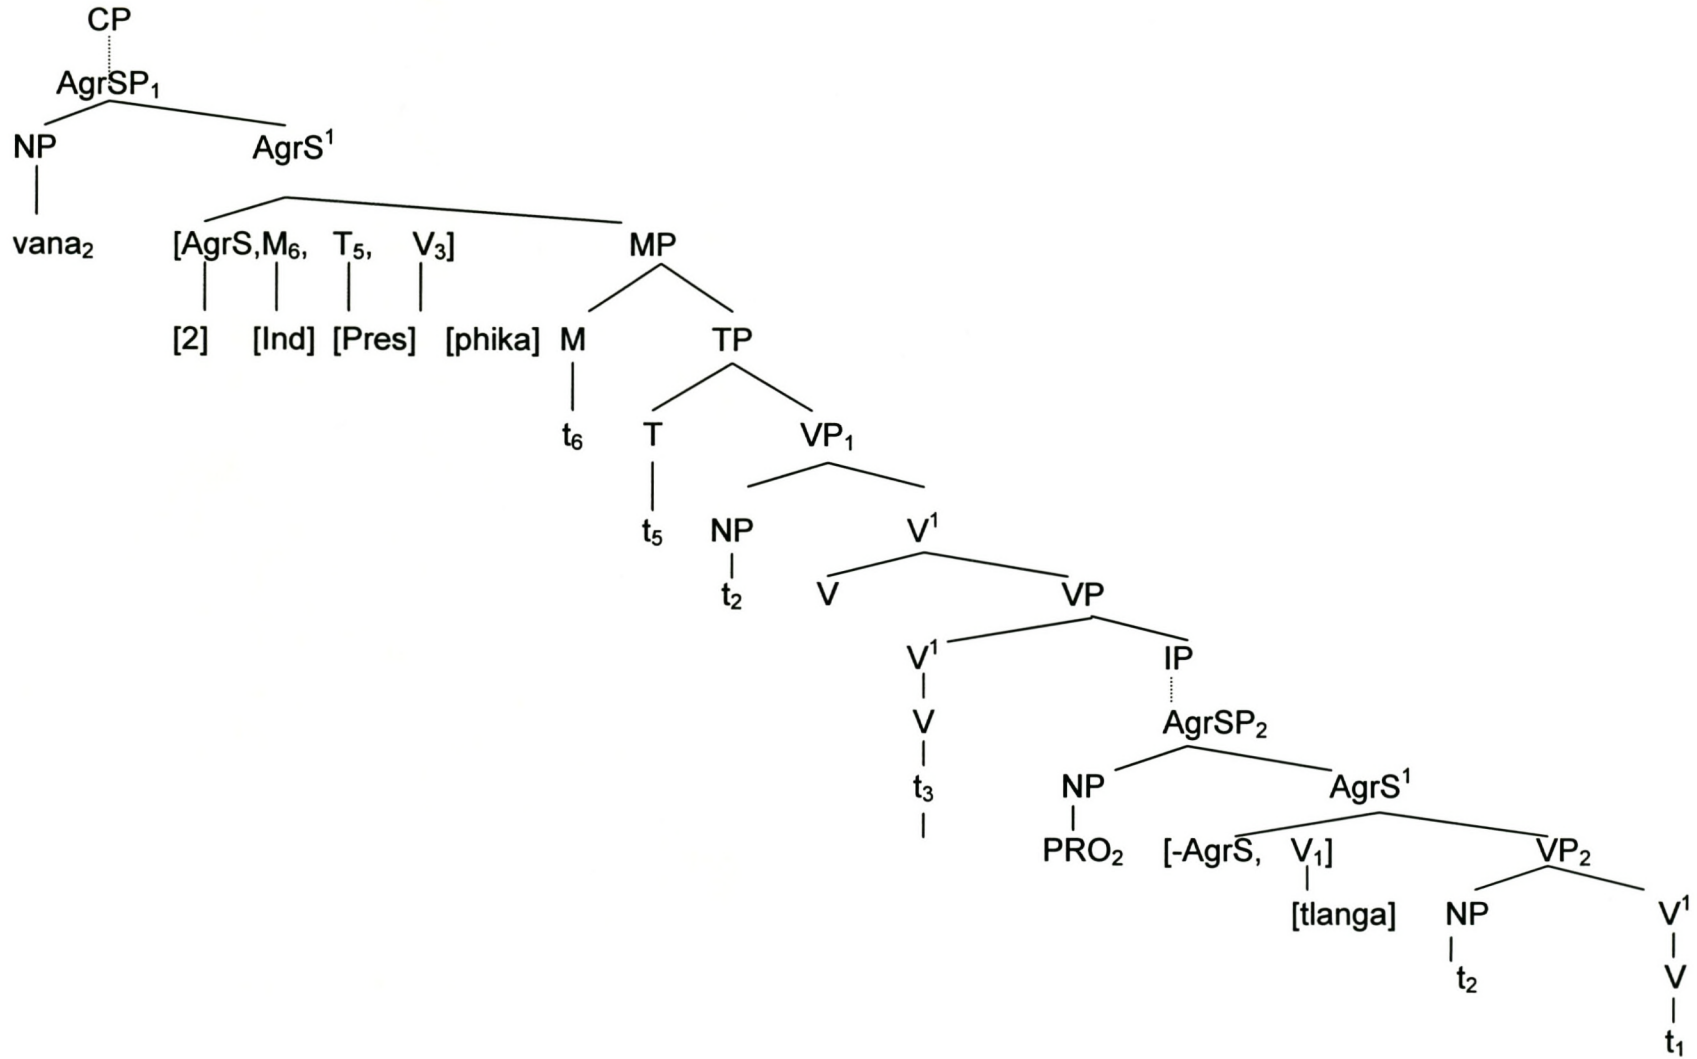 CP
AgrSP₁
NP AgrS¹
vana₂ [AgrS, M₆, T₅, V₃] MP
[2] [Ind] [Pres] [phika] M TP
t₆ T VP₁
t₅ NP V¹
t₂ V VP
V¹ IP
V AgrSP₂
t₃ NP AgrS¹
PRO₂ [-AgrS, V₁] VP₂
[tlanga] NP V¹
t₂ V
t₁